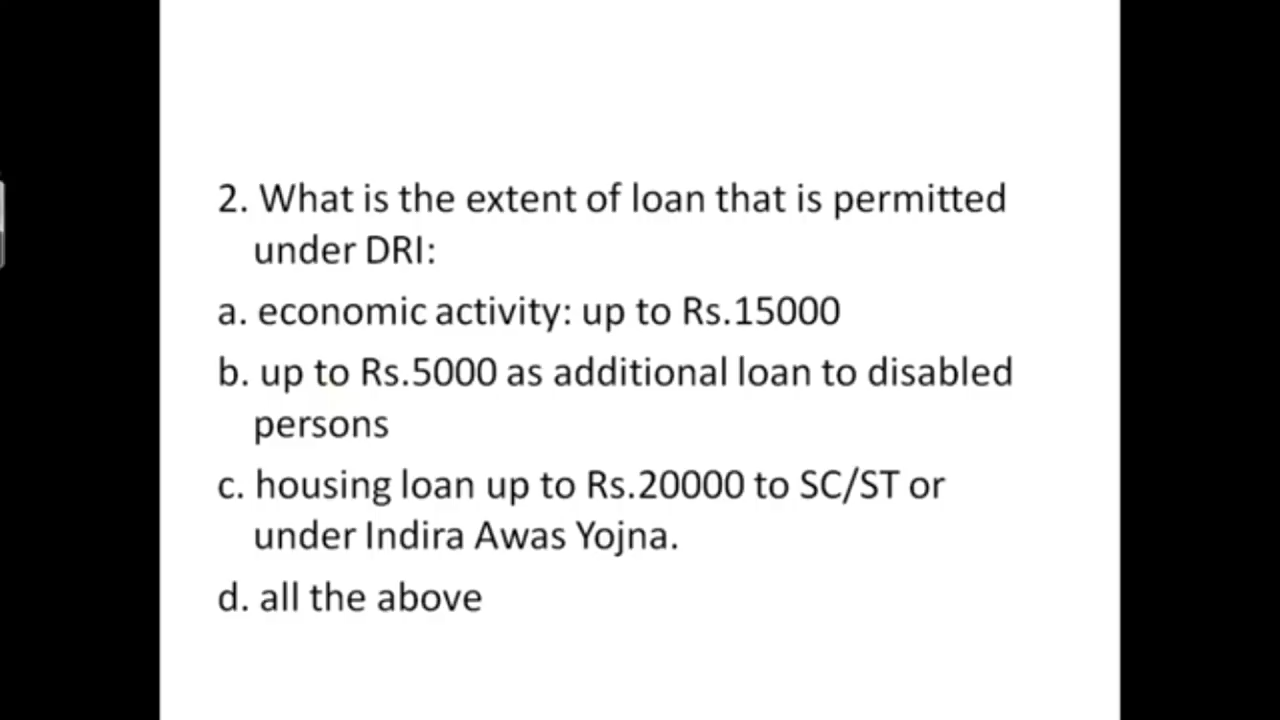 2. What is the extent of loan that is permitted
under DRI:
a. economic activity: up to Rs.15000
b. up to Rs.5000 as additional loan to disabled
persons
c. housing loan up to Rs.20000 to SC/ST or
under Indira Awas Yojna.
d. all the above